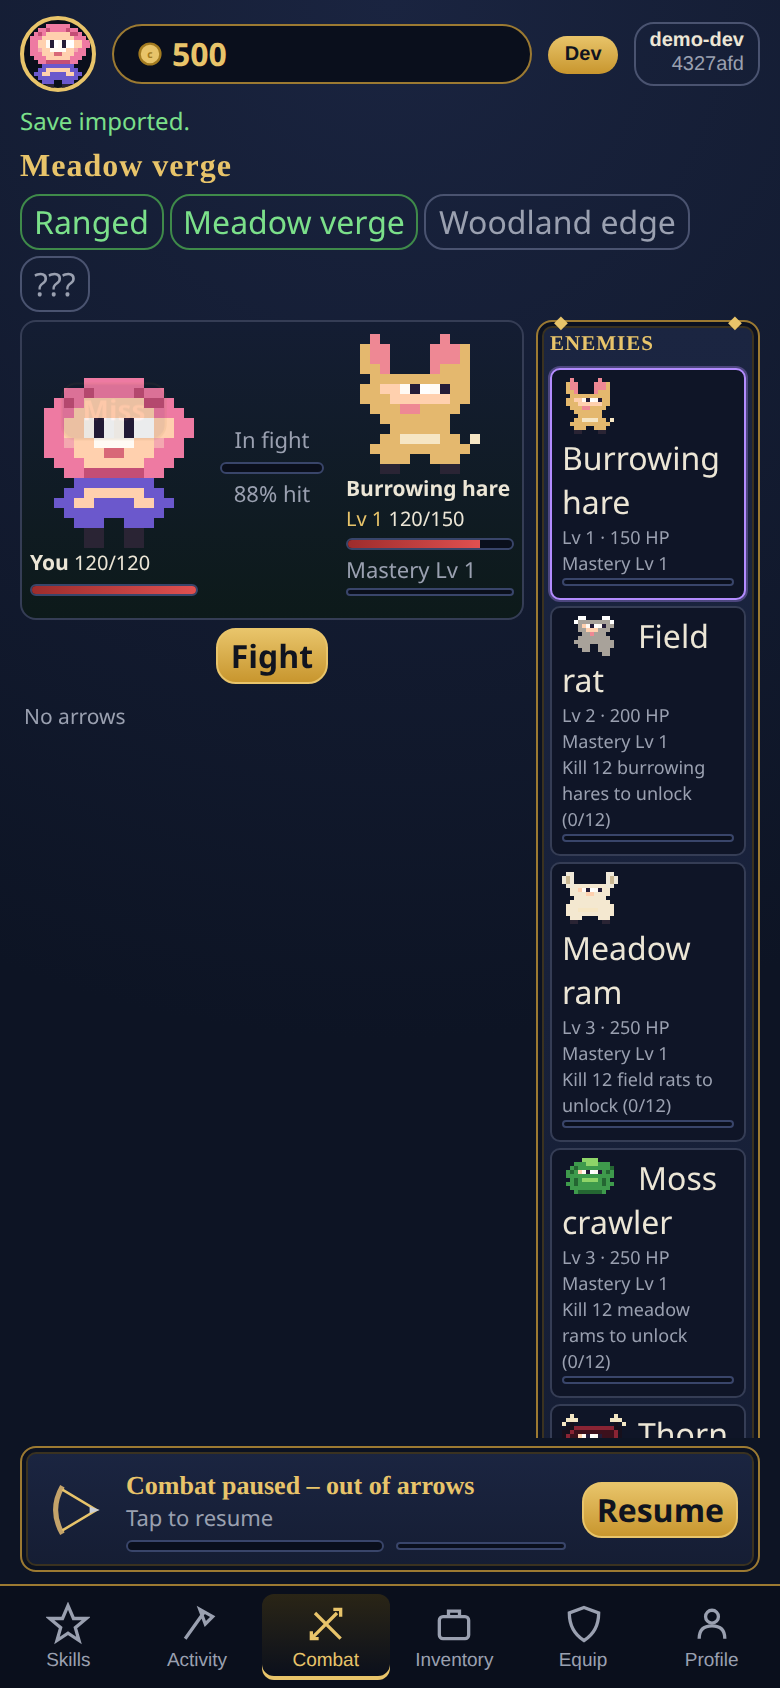 500
Dev
demo-dev
4327afd
Save imported.
Meadow verge
Ranged
Meadow verge
Woodland edge
???
Miss
In fight
88% hit
You 120/120
Burrowing hare
Lv 1 120/150
Mastery Lv 1
Fight
No arrows
ENEMIES
Burrowing
hare
Lv 1 · 150 HP
Mastery Lv 1
Field
rat
Lv 2 · 200 HP
Mastery Lv 1
Kill 12 burrowing
hares to unlock
(0/12)
Meadow
ram
Lv 3 · 250 HP
Mastery Lv 1
Kill 12 field rats to
unlock (0/12)
Moss
crawler
Lv 3 · 250 HP
Mastery Lv 1
Kill 12 meadow
rams to unlock
(0/12)
Thorn
Combat paused – out of arrows
Tap to resume
Resume
Skills
Activity
Combat
Inventory
Equip
Profile